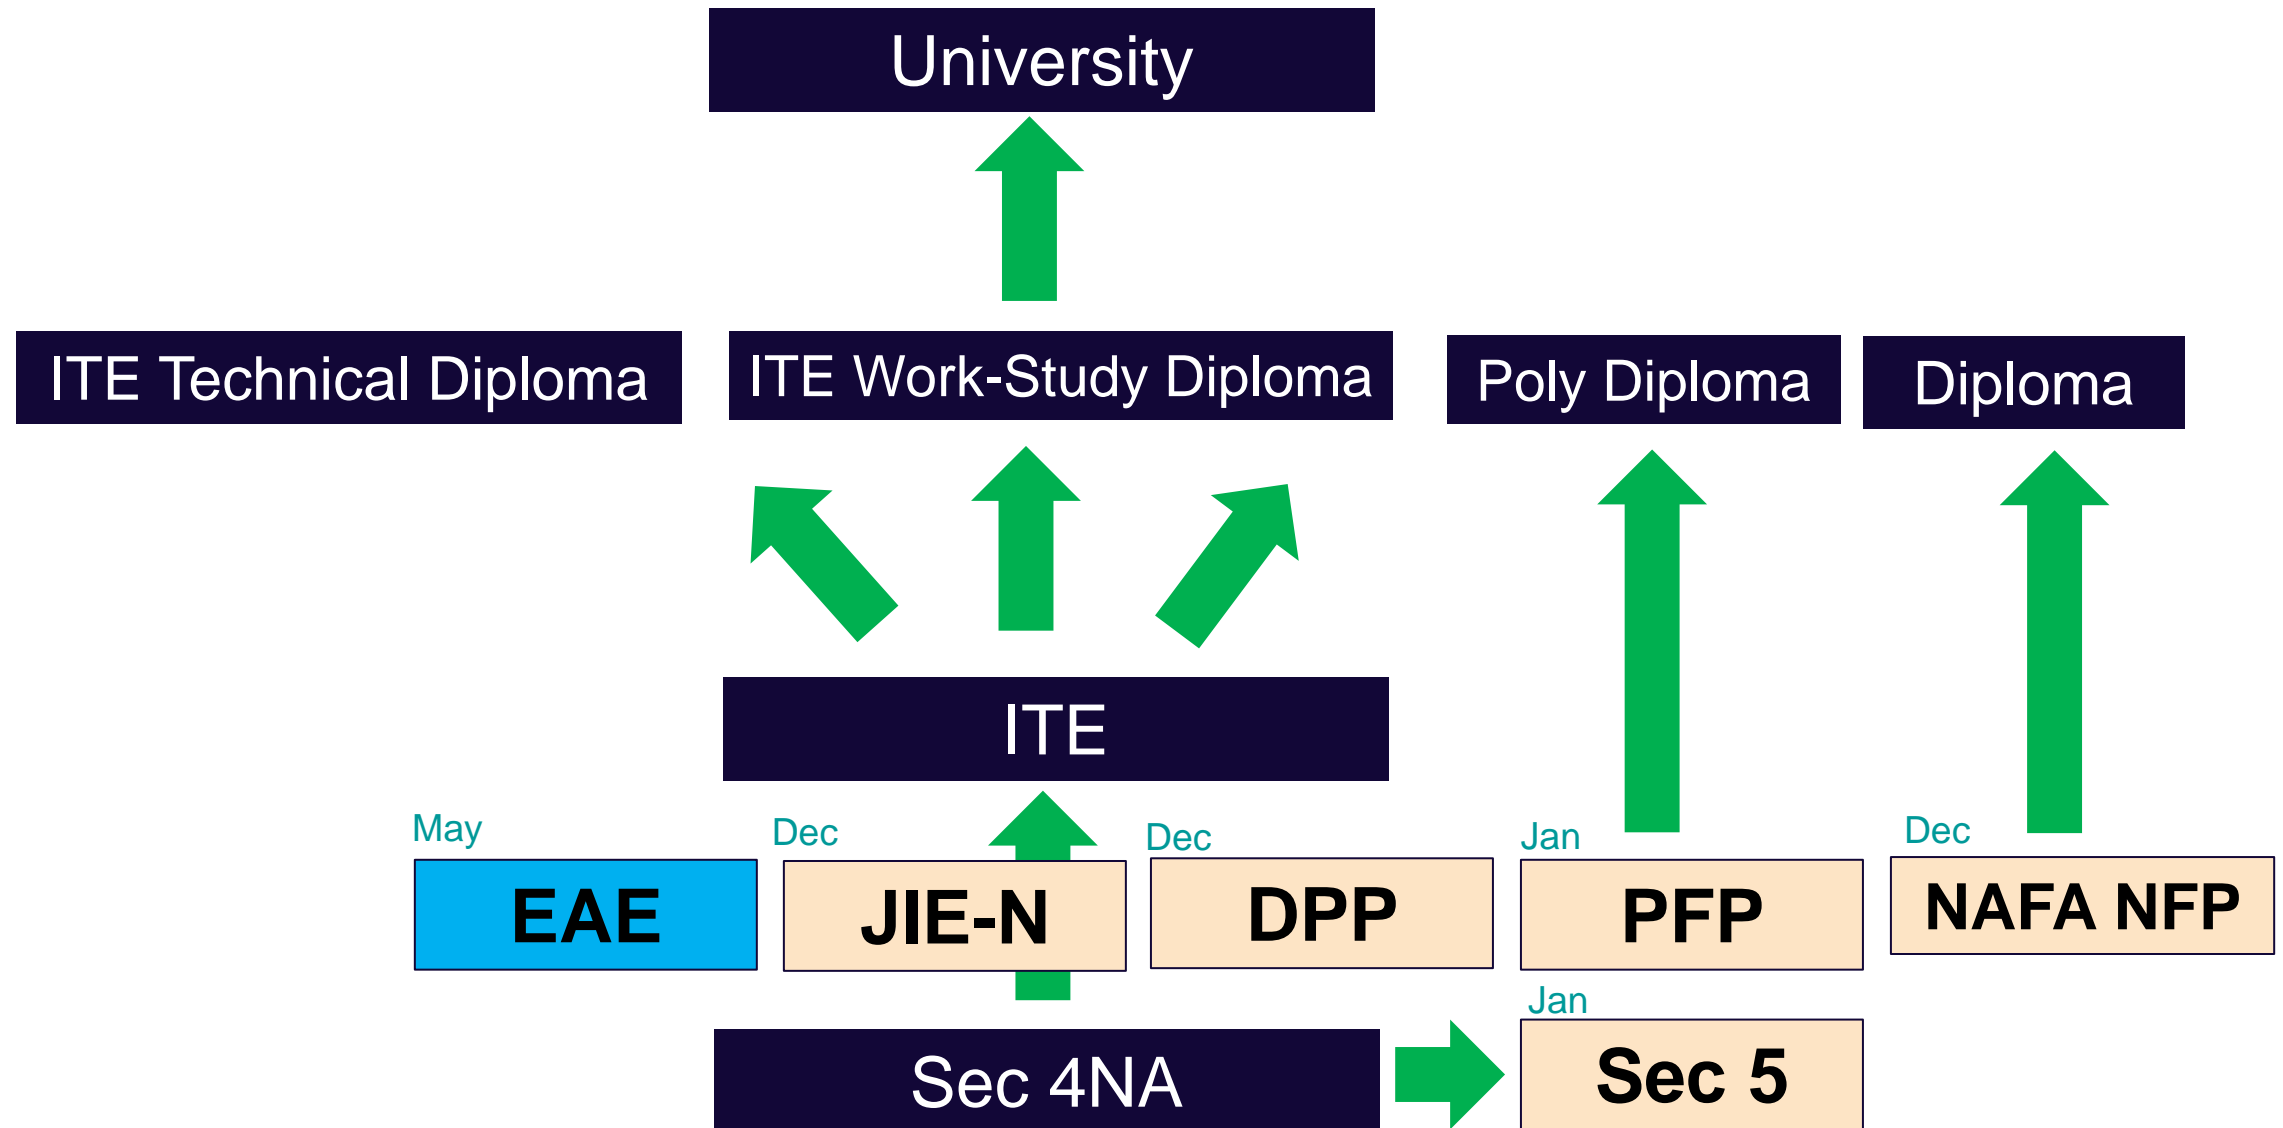 University
ITE Technical Diploma
ITE Work-Study Diploma
Poly Diploma
Diploma
ITE
May
Dec
Dec
Jan
Dec
EAE
JIE-N
DPP
PFP
NAFA NFP
Jan
Sec 4NA
Sec 5